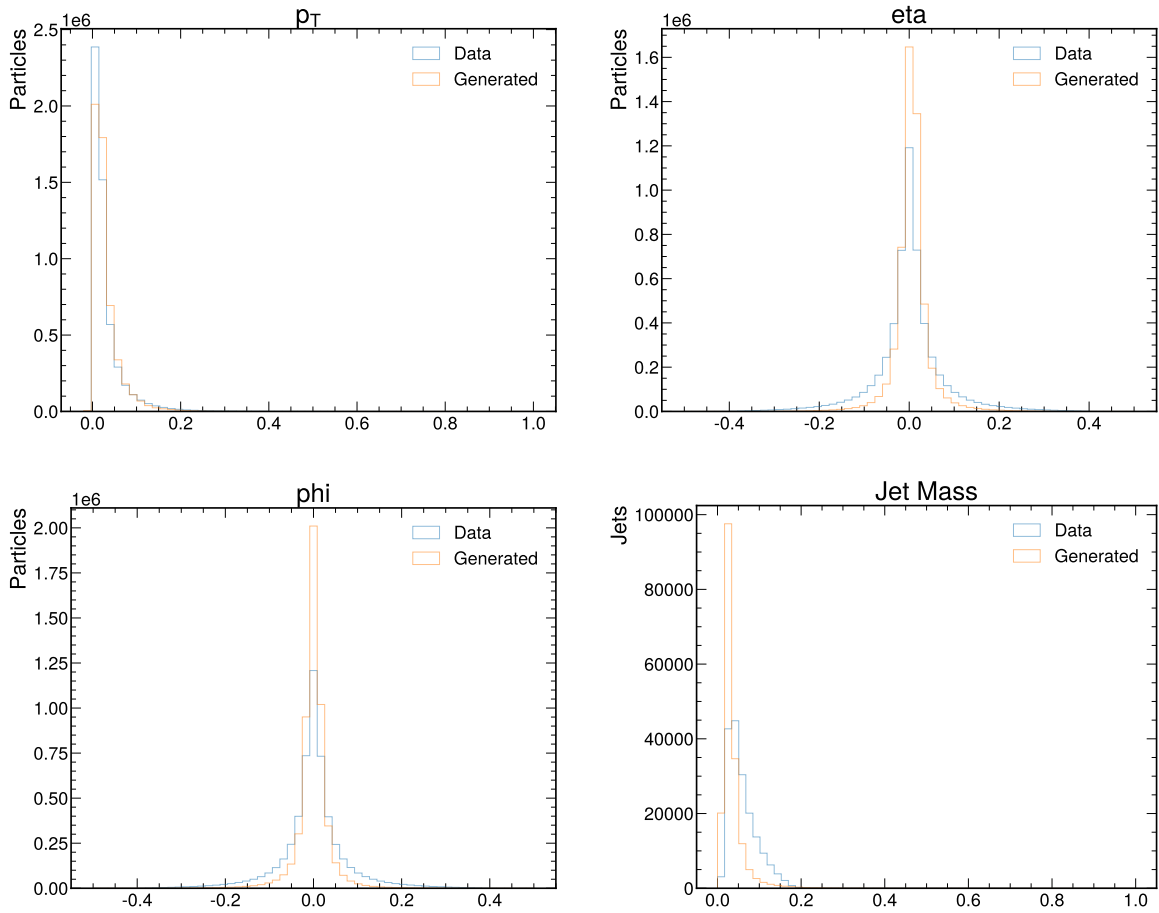 1e6
p_T
Particles
2.5
2.0
1.5
1.0
0.5
0.0
Data
Generated
0.0 0.2 0.4 0.6 0.8 1.0
1e6
eta
Particles
1.6
1.4
1.2
1.0
0.8
0.6
0.4
0.2
0.0
Data
Generated
-0.4 -0.2 0.0 0.2 0.4
1e6
phi
Particles
2.00
1.75
1.50
1.25
1.00
0.75
0.50
0.25
0.00
Data
Generated
-0.4 -0.2 0.0 0.2 0.4
Jet Mass
Jets
100000
80000
60000
40000
20000
0
Data
Generated
0.0 0.2 0.4 0.6 0.8 1.0